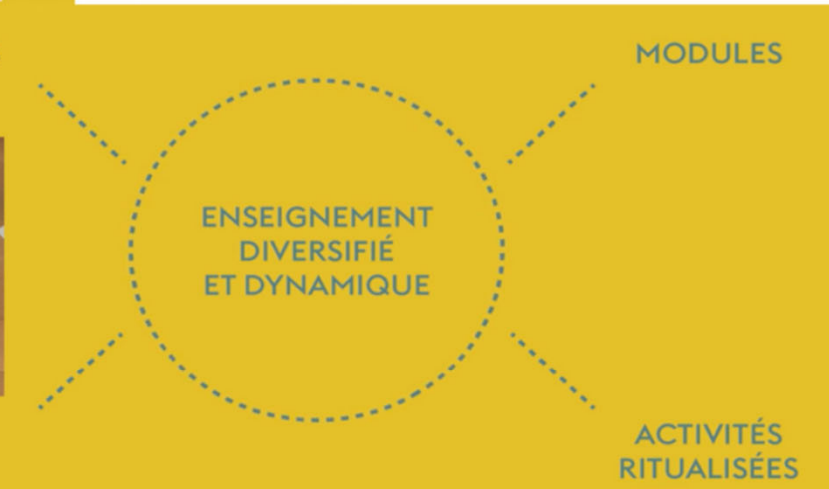 MODULES
ENSEIGNEMENT
DIVERSIFIÉ
ET DYNAMIQUE
ACTIVITÉS
RITUALISÉES